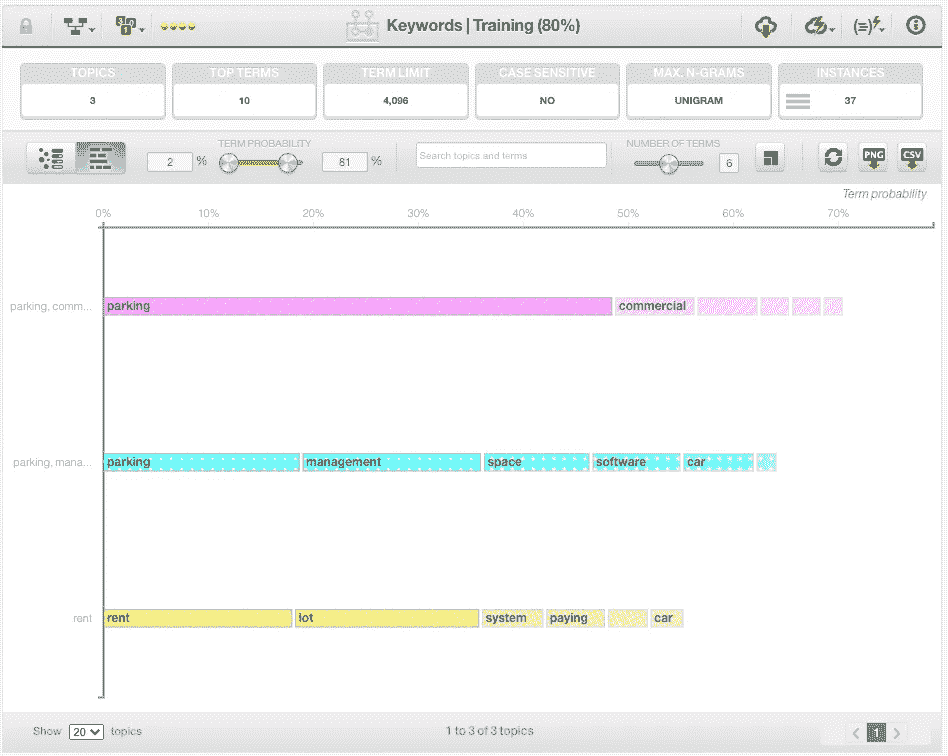 Keywords | Training (80%)
TOPICS TOP TERMS TERM LIMIT CASE SENSITIVE MAX. N-GRAMS INSTANCES
3 10 4,096 NO UNIGRAM 37
TERM PROBABILITY NUMBER OF TERMS
2 % 81 % Search topics and terms 6 PNG CSV
Term probability
0% 10% 20% 30% 40% 50% 60% 70%
parking, comm... parking commercial
parking, mana... parking management space software car
rent rent lot system paying car
Show 20 topics 1 to 3 of 3 topics < 1 >